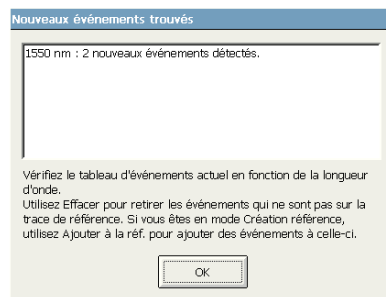 Nouveaux événements trouvés
1550 nm : 2 nouveaux événements détectés.
Vérifiez le tableau d'événements actuel en fonction de la longueur
d'onde.
Utilisez Effacer pour retirer les événements qui ne sont pas sur la
trace de référence. Si vous êtes en mode Création référence,
utilisez Ajouter à la réf. pour ajouter des événements à celle-ci.
OK